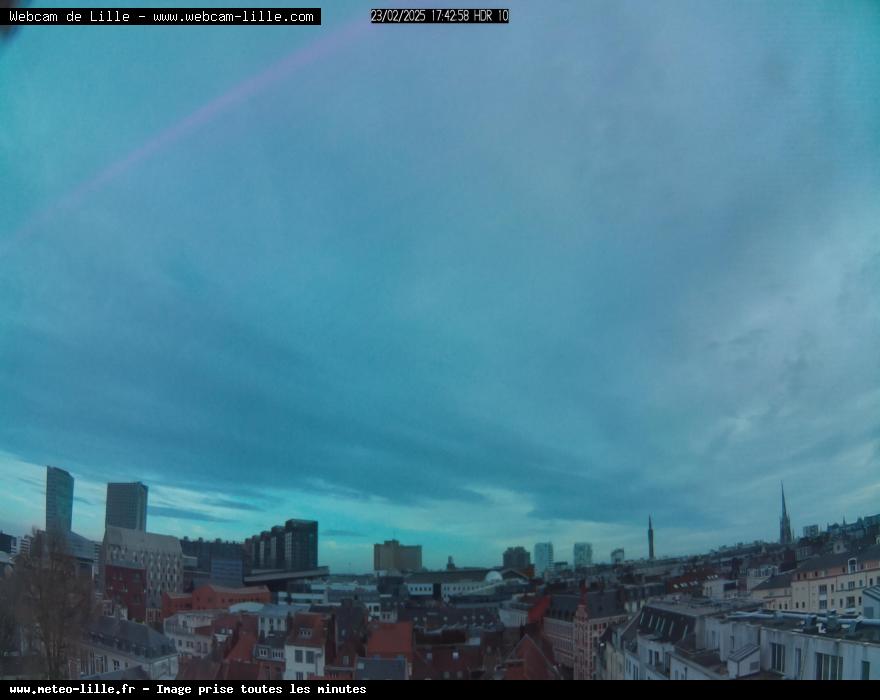 Webcam de Lille - www.webcam-lille.com
23/02/2025 17:42:58 HDR 10
www.meteo-lille.fr - Image prise toutes les minutes